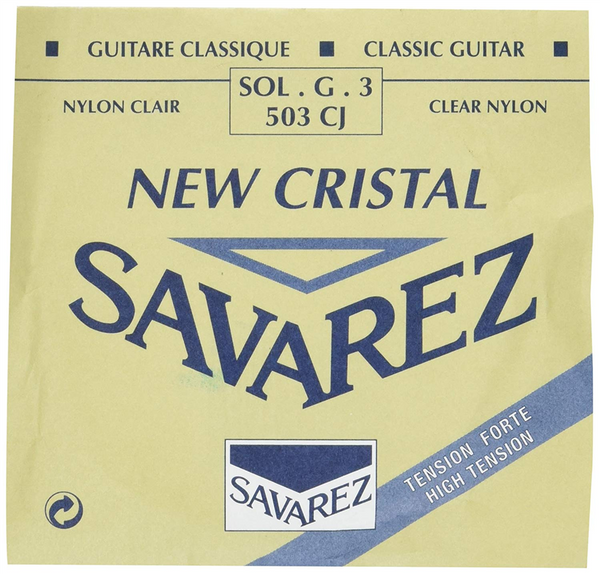 GUITARE CLASSIQUE ■ CLASSIC GUITAR
SOL . G . 3
503 CJ
NYLON CLAIR
CLEAR NYLON
NEW CRISTAL
SAVAREZ
TENSION FORTE
HIGH TENSION
SAVAREZ